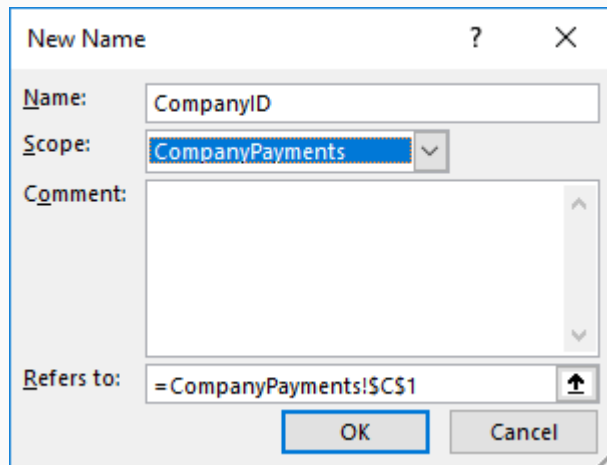 New Name ?
Name: CompanyID
Scope: CompanyPayments
Comment:
Refers to: =CompanyPayments!$C$1
OK Cancel